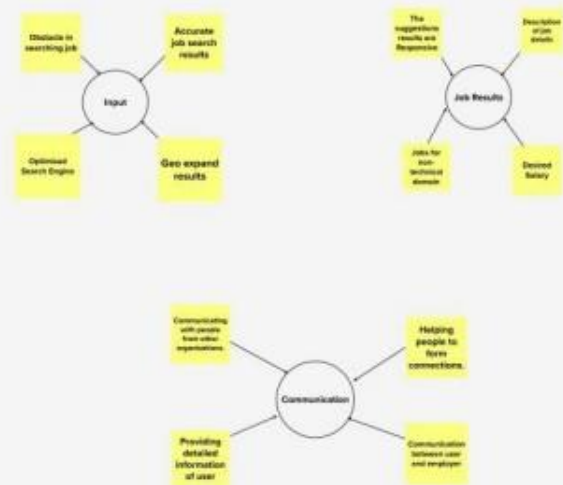 Obstacle in
searching job
Accurate
job search
results
Input
Optimised
Search Engine
Geo expand
results
The
suggestions
results are
Responsive
Description
of job
details
Job Results
Jobs for
non-
technical
domain
Desired
Salary
Communicating
with people
from other
organizations.
Helping
people to
form
connections.
Communication
Providing
detailed
information
of user
Communication
between user
and employer